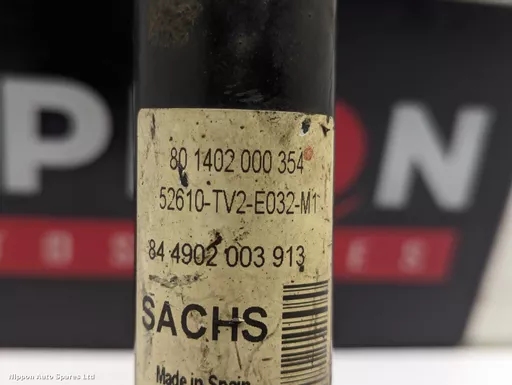 80 1402 000 354
52610-TV2-E032-M1
84 4902 003 913
SACHS
Made in Spain
Nippon Auto Spares Ltd